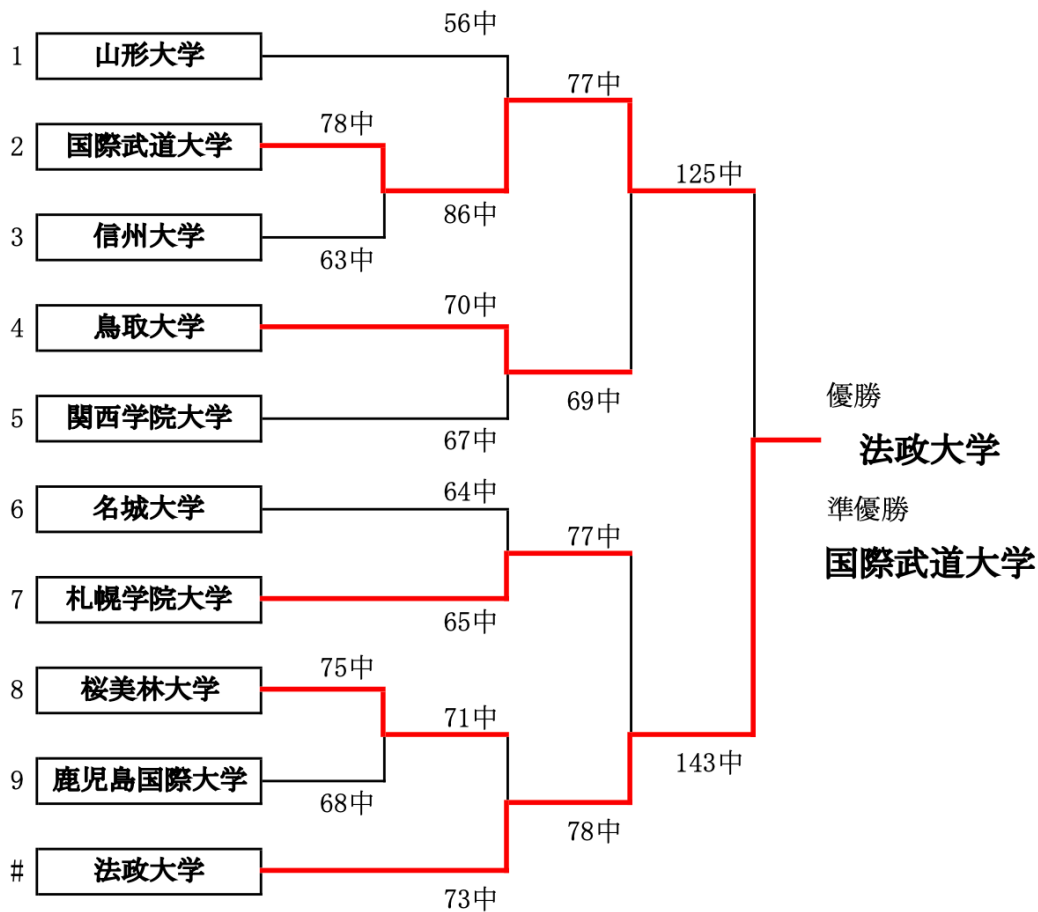 56中
1 山形大学
77中
78中
2 国際武道大学
125中
86中
3 信州大学
63中
70中
4 鳥取大学
69中
優勝
5 関西学院大学
67中
法政大学
64中
6 名城大学
準優勝
77中
国際武道大学
7 札幌学院大学
65中
75中
8 桜美林大学
71中
143中
9 鹿児島国際大学
68中
78中
# 法政大学
73中